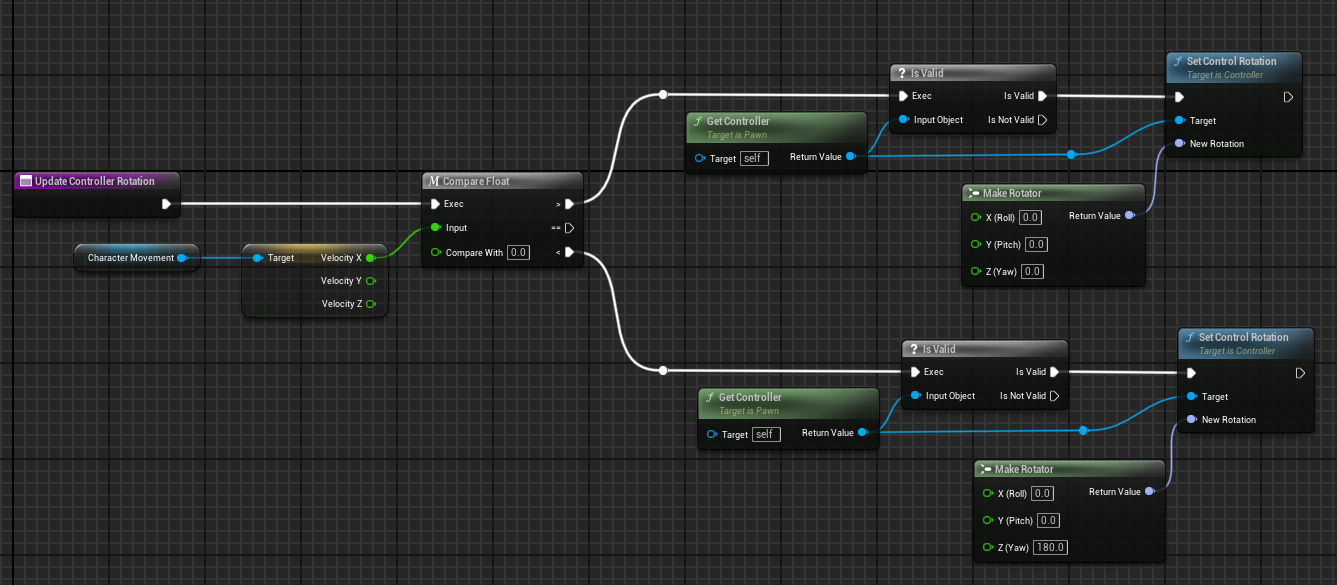 Update Controller Rotation
Character Movement
Target Velocity X
Velocity Y
Velocity Z
Compare Float
Exec >
Input ==
Compare With 0.0 <
Get Controller
Target is Pawn
Target self Return Value
? Is Valid
Exec Is Valid
Input Object Is Not Valid
f Set Control Rotation
Target is Controller
Target
New Rotation
Make Rotator
X (Roll) 0.0 Return Value
Y (Pitch) 0.0
Z (Yaw) 0.0
Get Controller
Target is Pawn
Target self Return Value
? Is Valid
Exec Is Valid
Input Object Is Not Valid
f Set Control Rotation
Target is Controller
Target
New Rotation
Make Rotator
X (Roll) 0.0 Return Value
Y (Pitch) 0.0
Z (Yaw) 180.0